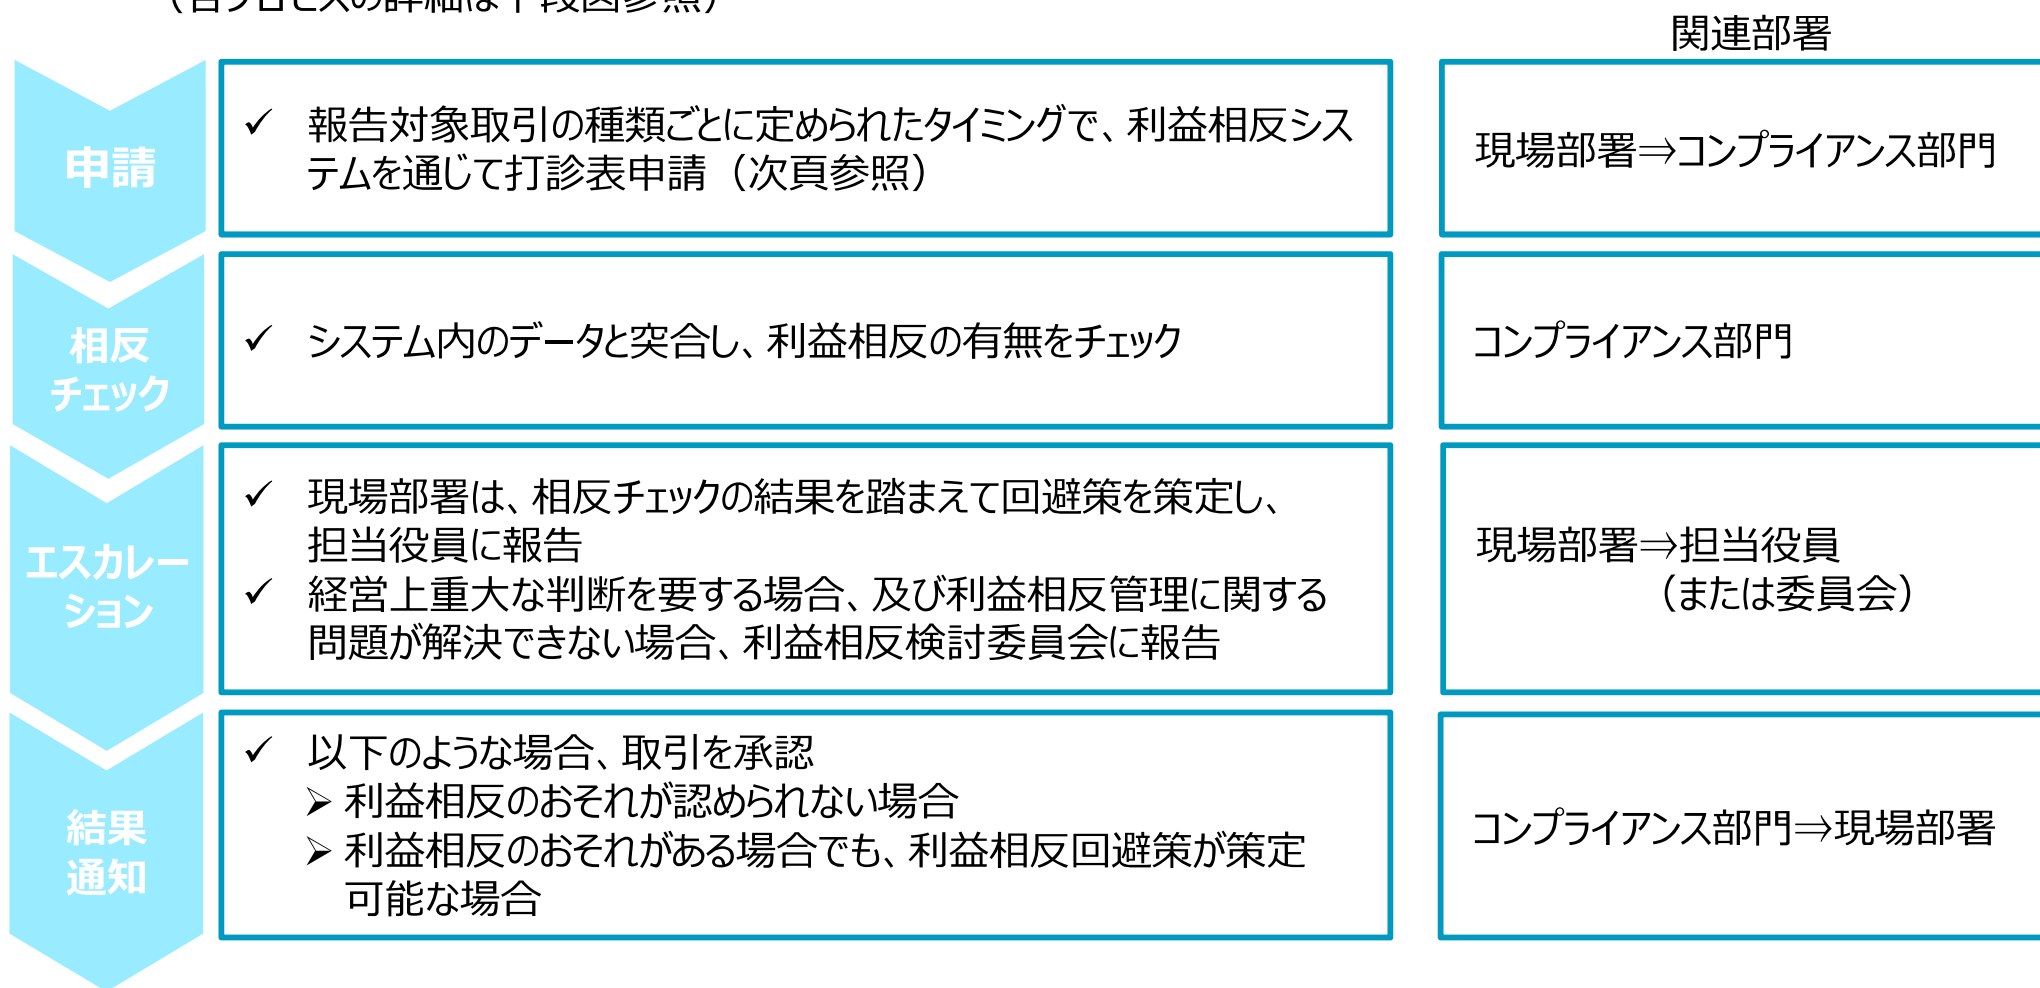 （各プロセスの詳細は下段図参照）
関連部署
申請
✓ 報告対象取引の種類ごとに定められたタイミングで、利益相反シス
テムを通じて打診表申請（次頁参照）
現場部署⇒コンプライアンス部門
相反
チェック
✓ システム内のデータと突合し、利益相反の有無をチェック
コンプライアンス部門
エスカレー
ション
✓ 現場部署は、相反チェックの結果を踏まえて回避策を策定し、
担当役員に報告
✓ 経営上重大な判断を要する場合、及び利益相反管理に関する
問題が解決できない場合、利益相反検討委員会に報告
現場部署⇒担当役員
（または委員会）
結果
通知
✓ 以下のような場合、取引を承認
➢ 利益相反のおそれが認められない場合
➢ 利益相反のおそれがある場合でも、利益相反回避策が策定
可能な場合
コンプライアンス部門⇒現場部署